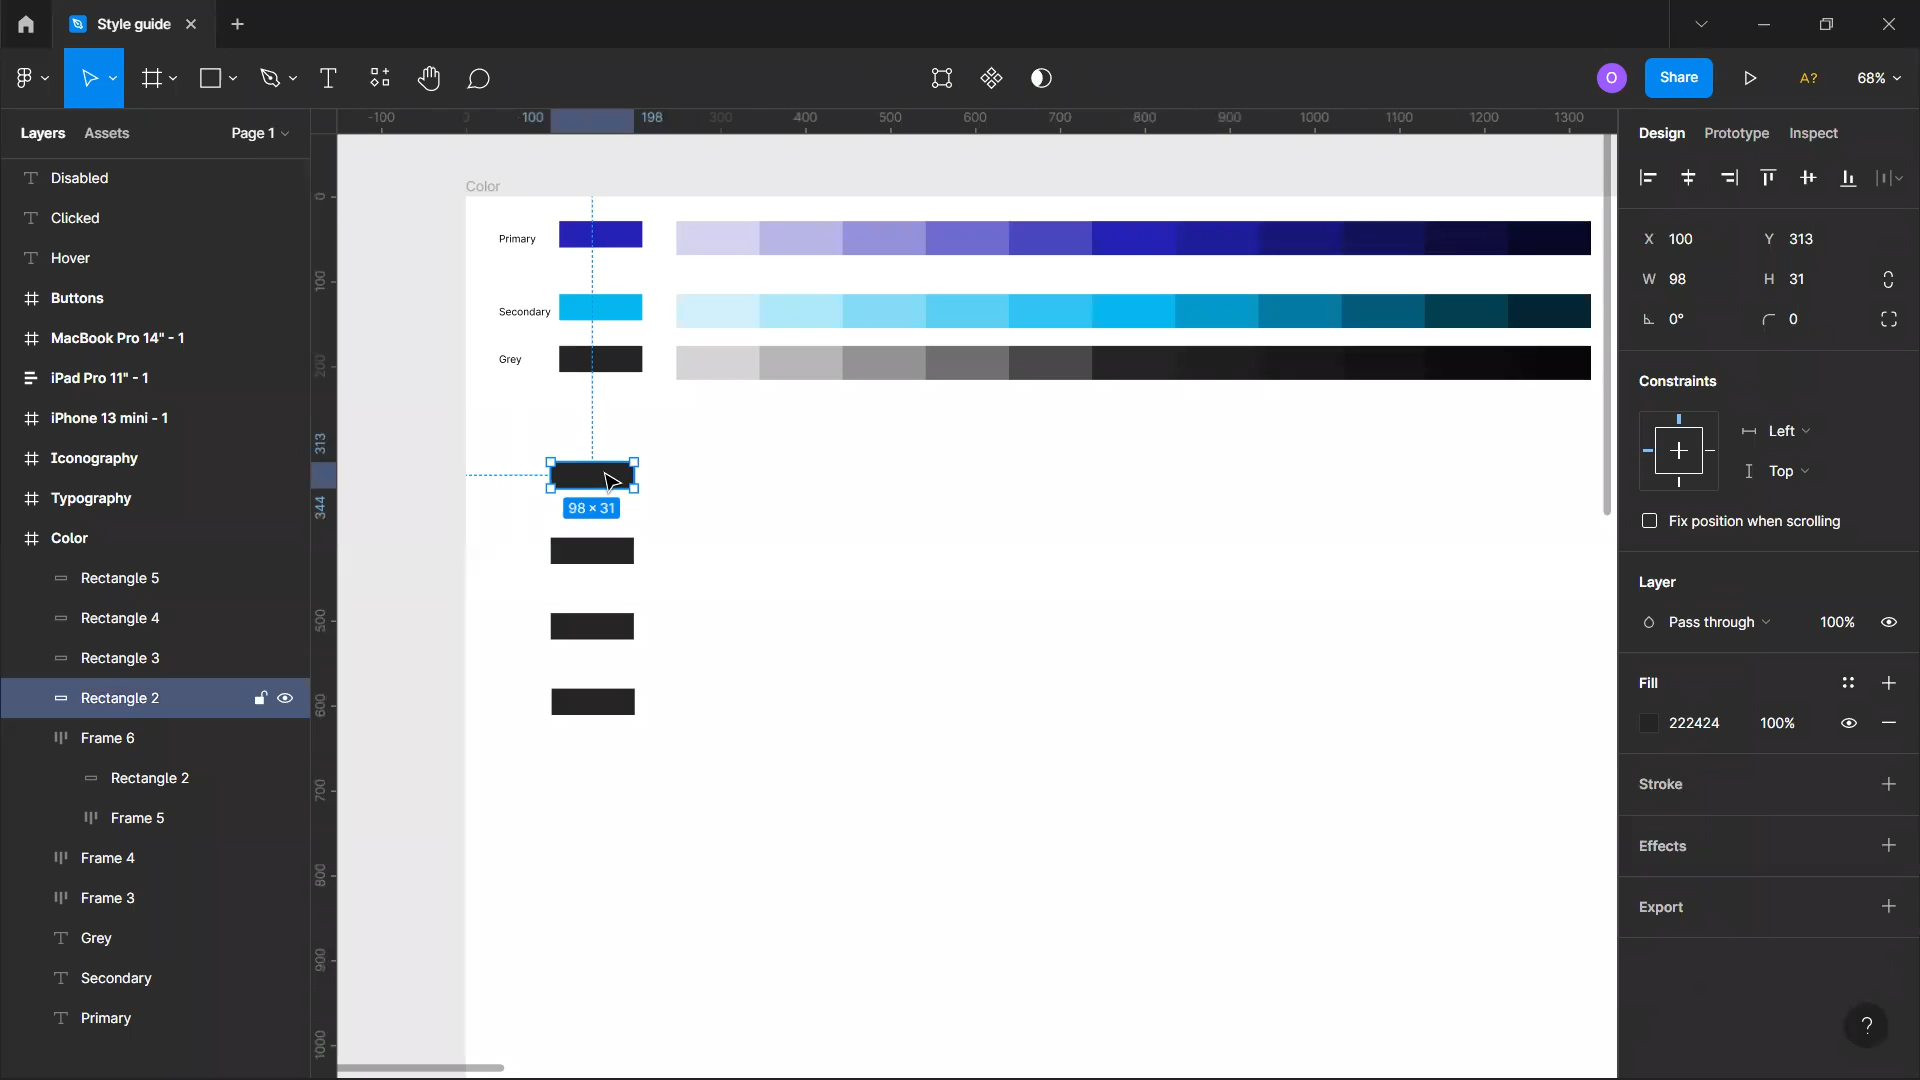 Style guide
O
Share
A?
68%
Layers
Assets
Page 1
Disabled
Clicked
Hover
Buttons
MacBook Pro 14" - 1
iPad Pro 11" - 1
iPhone 13 mini - 1
Iconography
Typography
Color
Rectangle 5
Rectangle 4
Rectangle 3
Rectangle 2
Frame 6
Rectangle 2
Frame 5
Frame 4
Frame 3
Grey
Secondary
Primary
-100 0 100 198 300 400 500 600 700 800 900 1000 1100 1200 1300
0
100
200
313
344
500
600
700
800
900
1000
Color
Primary
Secondary
Grey
98 × 31
Design
Prototype
Inspect
X 100
Y 313
W 98
H 31
0°
0
Constraints
Left
Top
Fix position when scrolling
Layer
Pass through
100%
Fill
222424
100%
Stroke
Effects
Export
?